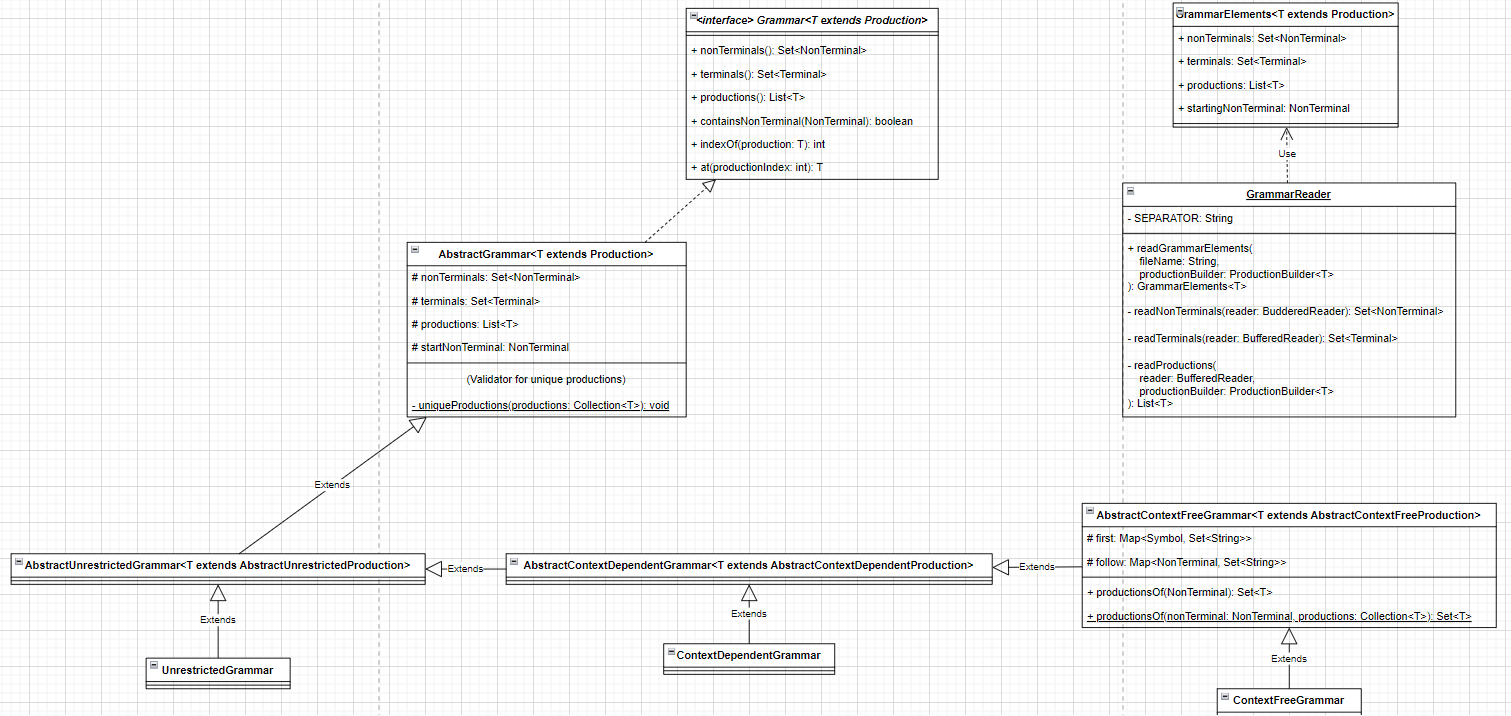 <interface> Grammar<T extends Production>
+ nonTerminals(): Set<NonTerminal>
+ terminals(): Set<Terminal>
+ productions(): List<T>
+ containsNonTerminal(NonTerminal): boolean
+ indexOf(production: T): int
+ at(productionIndex: int): T
GrammarElements<T extends Production>
+ nonTerminals: Set<NonTerminal>
+ terminals: Set<Terminal>
+ productions: List<T>
+ startingNonTerminal: NonTerminal
Use
GrammarReader
- SEPARATOR: String
+ readGrammarElements(
fileName: String,
productionBuilder: ProductionBuilder<T>
): GrammarElements<T>
- readNonTerminals(reader: BudderedReader): Set<NonTerminal>
- readTerminals(reader: BufferedReader): Set<Terminal>
- readProductions(
reader: BufferedReader,
productionBuilder: ProductionBuilder<T>
): List<T>
AbstractGrammar<T extends Production>
# nonTerminals: Set<NonTerminal>
# terminals: Set<Terminal>
# productions: List<T>
# startNonTerminal: NonTerminal
(Validator for unique productions)
- uniqueProductions(productions: Collection<T>): void
Extends
AbstractUnrestrictedGrammar<T extends AbstractUnrestrictedProduction>
Extends
AbstractContextDependentGrammar<T extends AbstractContextDependentProduction>
Extends
AbstractContextFreeGrammar<T extends AbstractContextFreeProduction>
# first: Map<Symbol, Set<String>>
# follow: Map<NonTerminal, Set<String>>
+ productionsOf(NonTerminal): Set<T>
+ productionsOf(nonTerminal: NonTerminal, productions: Collection<T>): Set<T>
Extends
UnrestrictedGrammar
Extends
ContextDependentGrammar
Extends
ContextFreeGrammar